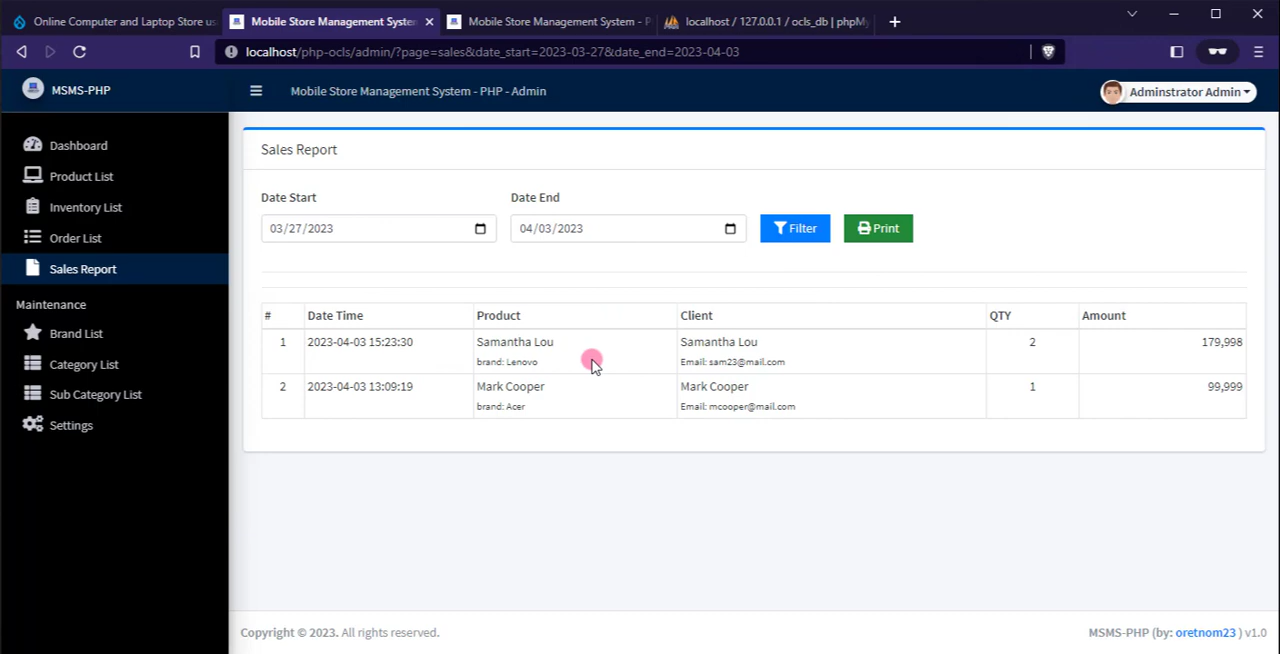 Online Computer and Laptop Store us
Mobile Store Management System
Mobile Store Management System - P
localhost / 127.0.0.1 / ocls_db | phpMy
localhost/php-ocls/admin/?page=sales&date_start=2023-03-27&date_end=2023-04-03
MSMS-PHP
Mobile Store Management System - PHP - Admin
Adminstrator Admin
Dashboard
Product List
Inventory List
Order List
Sales Report
Maintenance
Brand List
Category List
Sub Category List
Settings
Sales Report
Date Start
Date End
03/27/2023
04/03/2023
Filter
Print
# Date Time Product Client QTY Amount
1 2023-04-03 15:23:30 Samantha Lou Samantha Lou 2 179,998
brand: Lenovo Email: sam23@mail.com
2 2023-04-03 13:09:19 Mark Cooper Mark Cooper 1 99,999
brand: Acer Email: mcooper@mail.com
Copyright © 2023. All rights reserved.
MSMS-PHP (by: oretnom23 ) v1.0